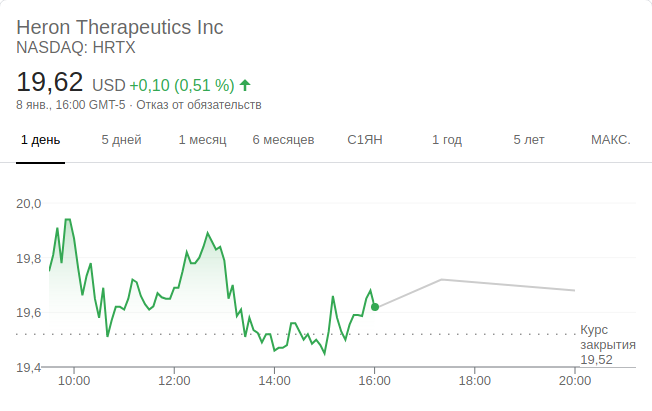 Heron Therapeutics Inc
NASDAQ: HRTX
19,62 USD +0,10 (0,51 %)
8 янв., 16:00 GMT-5 · Отказ от обязательств
1 день 5 дней 1 месяц 6 месяцев С1ЯН 1 год 5 лет МАКС.
20,0
19,8
19,6
19,4
Курс
закрытия
19,52
10:00 12:00 14:00 16:00 18:00 20:00